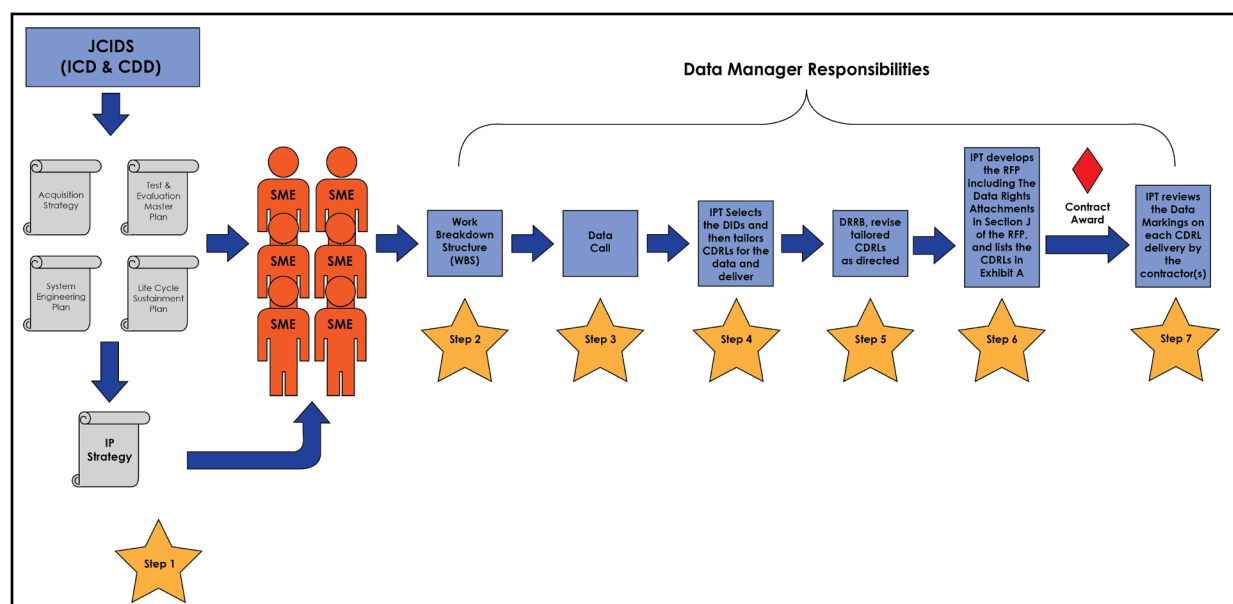 JCIDS
(ICD & CDD)
Data Manager Responsibilities
Acquisition
Strategy
Test &
Evaluation
Master
Plan
System
Engineering
Plan
Life Cycle
Sustainment
Plan
IP
Strategy
Step 1
SME
SME
SME
SME
SME
SME
Work
Breakdown
Structure
(WBS)
Step 2
Data
Call
Step 3
IPT Selects
the DIDs and
then tailors
CDRLs for the
data and
deliver
Step 4
DRRB, revise
tailored
CDRLs
as directed
Step 5
IPT develops
the RFP
including The
Data Rights
Attachments
in Section J
of the RFP,
and lists the
CDRLs in
Exhibit A
Step 6
Contract
Award
IPT reviews
the Data
Markings on
each CDRL
delivery by
the
contractor(s)
Step 7